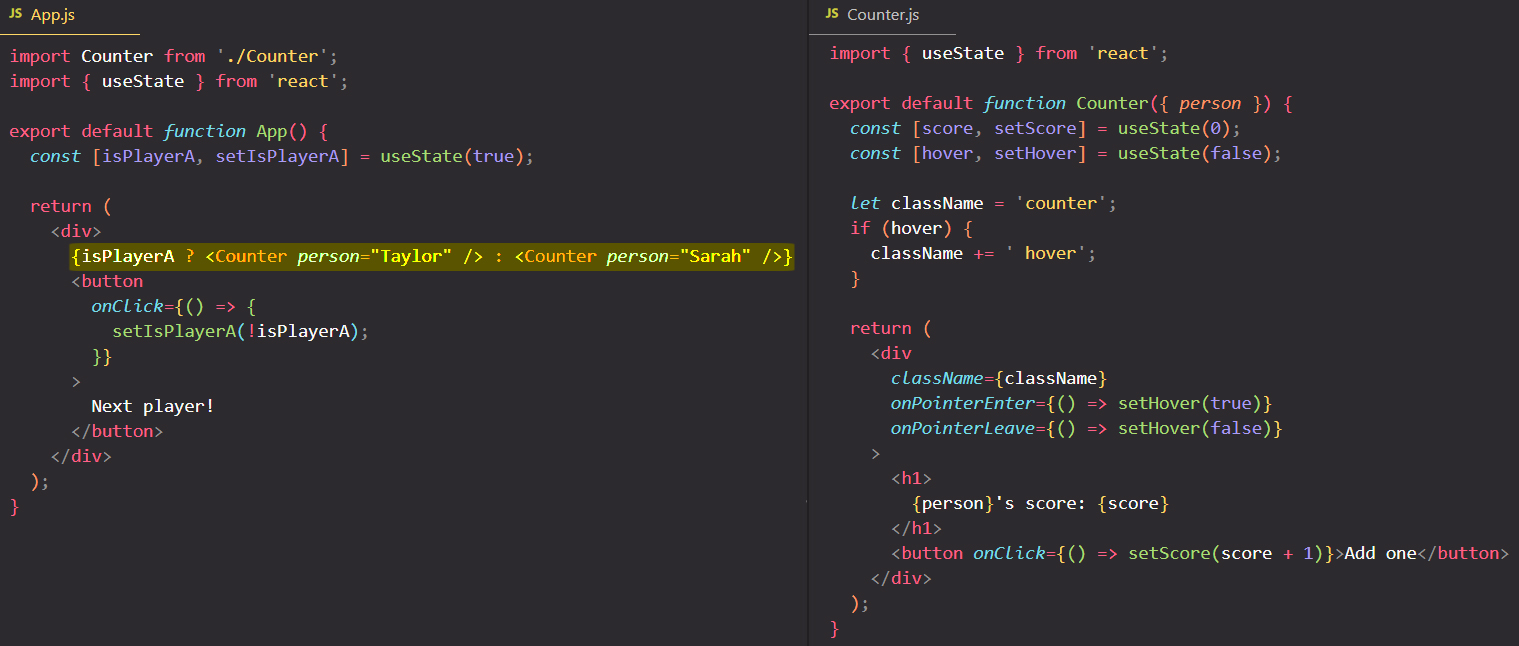 JS App.js
import Counter from './Counter';
import { useState } from 'react';

export default function App() {
  const [isPlayerA, setIsPlayerA] = useState(true);

  return (
    <div>
      {isPlayerA ? <Counter person="Taylor" /> : <Counter person="Sarah" />}
      <button
        onClick={() => {
          setIsPlayerA(!isPlayerA);
        }}
      >
        Next player!
      </button>
    </div>
  );
}
JS Counter.js
import { useState } from 'react';

export default function Counter({ person }) {
  const [score, setScore] = useState(0);
  const [hover, setHover] = useState(false);

  let className = 'counter';
  if (hover) {
    className += ' hover';
  }

  return (
    <div
      className={className}
      onPointerEnter={() => setHover(true)}
      onPointerLeave={() => setHover(false)}
    >
      <h1>
        {person}'s score: {score}
      </h1>
      <button onClick={() => setScore(score + 1)}>Add one</button>
    </div>
  );
}